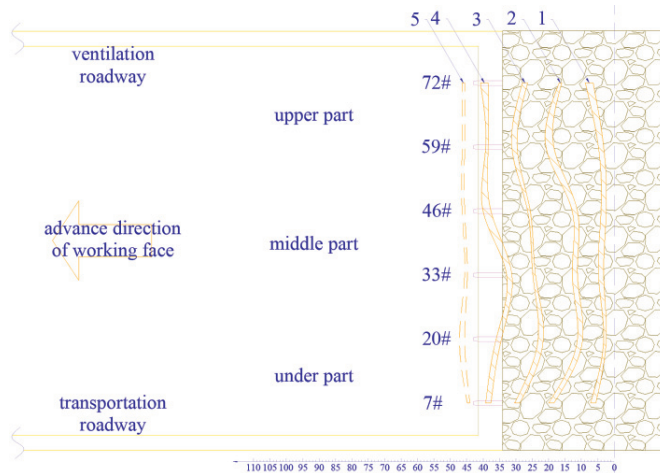 5 4 3 2 1
ventilation
roadway
72#
upper part
59#
46#
advance direction
of working face
middle part
33#
20#
under part
7#
transportation
roadway
110 105 100 95 90 85 80 75 70 65 60 55 50 45 40 35 30 25 20 15 10 5 0